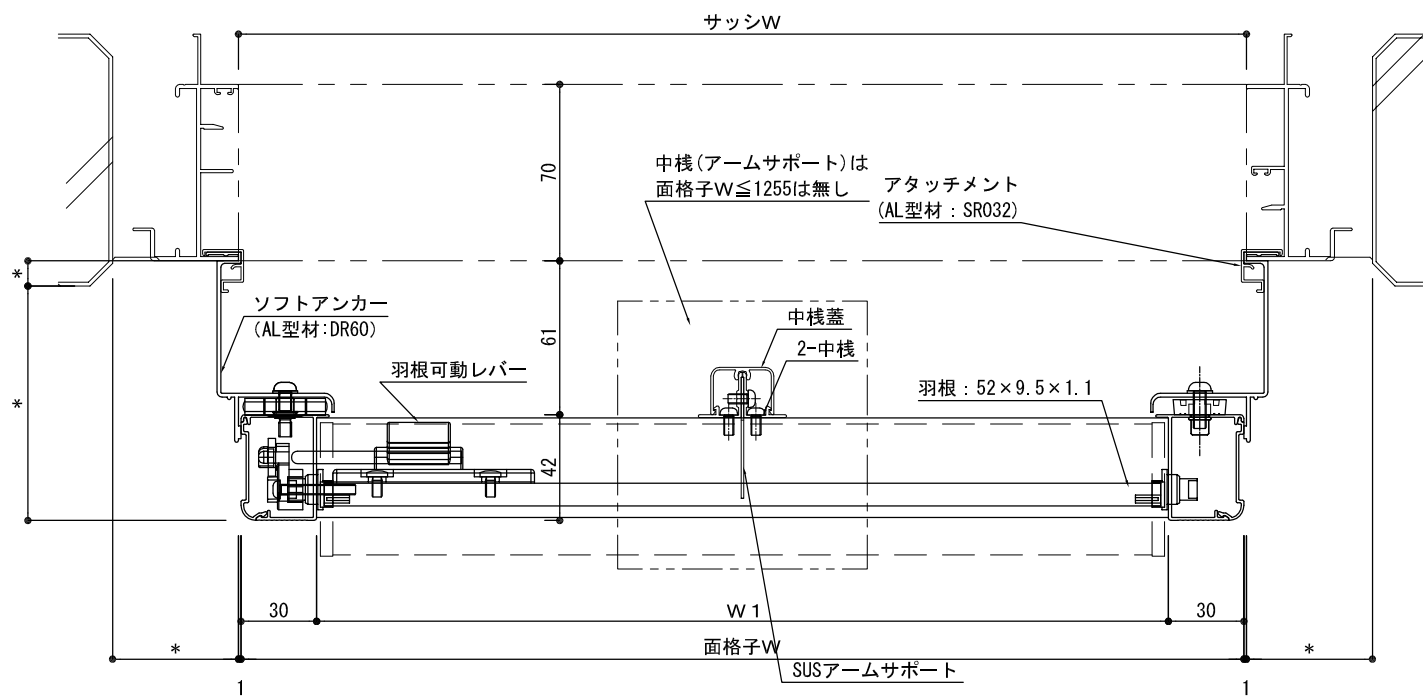 サッシW
70
中桟(アームサポート)は
面格子W≦1255は無し
アタッチメント
(AL型材:SR032)
*
ソフトアンカー
(AL型材:DR60)
61
中桟蓋
2-中桟
羽根可動レバー
羽根:52×9.5×1.1
*
42
30
W1
30
*
面格子W
*
SUSアームサポート
1
1